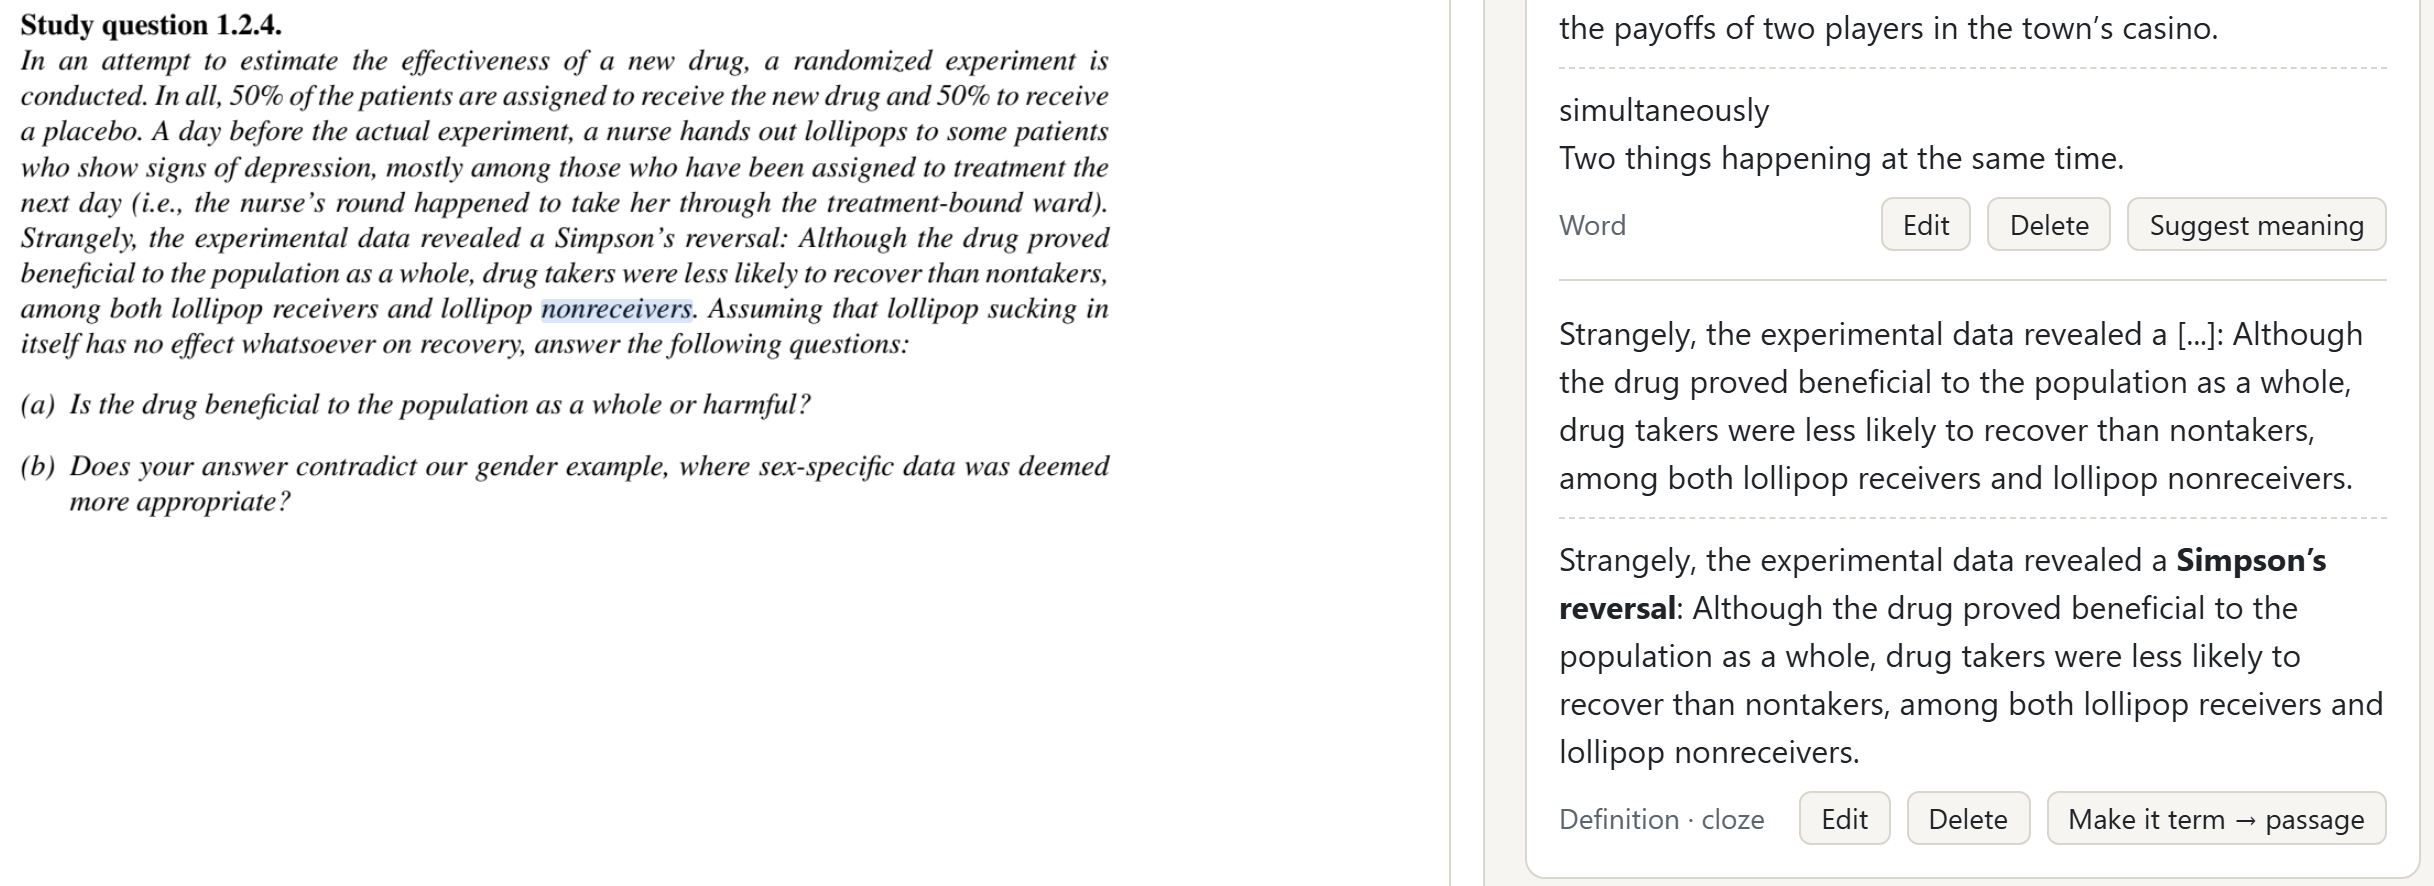 Study question 1.2.4.
In an attempt to estimate the effectiveness of a new drug, a randomized experiment is
conducted. In all, 50% of the patients are assigned to receive the new drug and 50% to receive
a placebo. A day before the actual experiment, a nurse hands out lollipops to some patients
who show signs of depression, mostly among those who have been assigned to treatment the
next day (i.e., the nurse’s round happened to take her through the treatment-bound ward).
Strangely, the experimental data revealed a Simpson’s reversal: Although the drug proved
beneficial to the population as a whole, drug takers were less likely to recover than nontakers,
among both lollipop receivers and lollipop nonreceivers. Assuming that lollipop sucking in
itself has no effect whatsoever on recovery, answer the following questions:
(a) Is the drug beneficial to the population as a whole or harmful?
(b) Does your answer contradict our gender example, where sex-specific data was deemed
more appropriate?
the payoffs of two players in the town’s casino.
simultaneously
Two things happening at the same time.
Word Edit Delete Suggest meaning
Strangely, the experimental data revealed a [...]: Although
the drug proved beneficial to the population as a whole,
drug takers were less likely to recover than nontakers,
among both lollipop receivers and lollipop nonreceivers.
Strangely, the experimental data revealed a Simpson’s
reversal: Although the drug proved beneficial to the
population as a whole, drug takers were less likely to
recover than nontakers, among both lollipop receivers and
lollipop nonreceivers.
Definition · cloze Edit Delete Make it term → passage